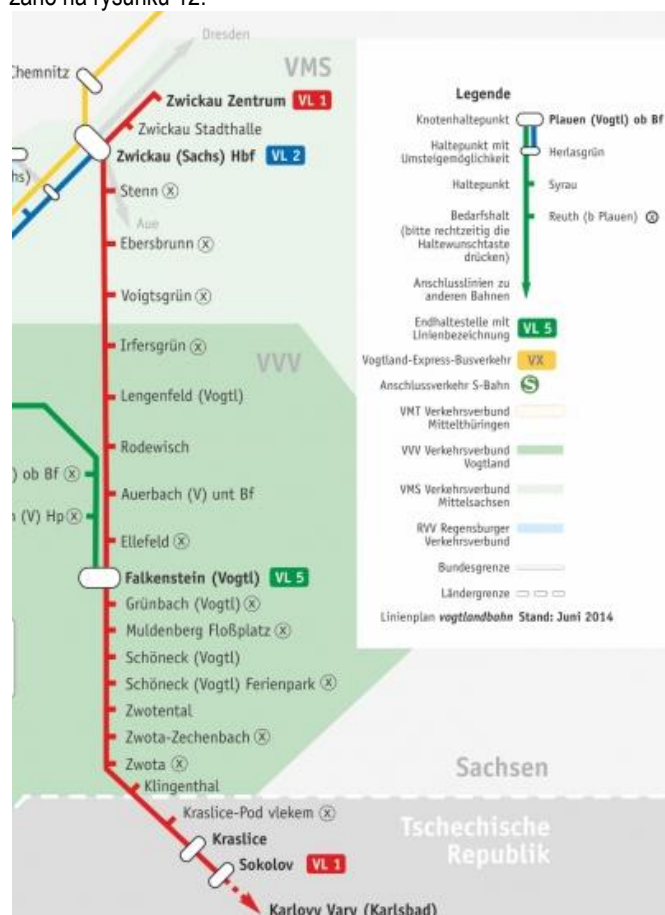 zano na rysunku 12.
Dresden
VMS
Chemnitz
Zwickau Zentrum VL 1
Zwickau Stadthalle
Zwickau (Sachs) Hbf VL 2
hs)
Stenn ⓧ
Aue
Ebersbrunn ⓧ
Voigtsgrün ⓧ
Irfersgrün ⓧ
VVV
Lengenfeld (Vogtl)
Rodewisch
) ob Bf ⓧ
Auerbach (V) unt Bf
(V) Hp ⓧ
Ellefeld ⓧ
Falkenstein (Vogtl) VL 5
Grünbach (Vogtl) ⓧ
Muldenberg Floßplatz ⓧ
Schöneck (Vogtl)
Schöneck (Vogtl) Ferienpark ⓧ
Zwotental
Zwota-Zechenbach ⓧ
Zwota ⓧ
Klingenthal
Kraslice-Pod vlekem ⓧ
Kraslice
Sokolov VL 1
Karlovy Vary (Karlsbad)
Sachsen
Tschechische
Republik
Legende
Knotenhaltepunkt Plauen (Vogtl) ob Bf
Haltepunkt mit
Umsteigemöglichkeit Herlasgrün
Haltepunkt Syrau
Bedarfshalt Reuth (b Plauen) ⓧ
(bitte rechtzeitig die
Haltewunschtaste
drücken)
Anschlusslinien zu
anderen Bahnen
Endhaltestelle mit
Linienbezeichnung VL 5
Vogtland-Express-Busverkehr VX
Anschlussverkehr S-Bahn S
VMT Verkehrsverbund
Mittelthüringen
VVV Verkehrsverbund
Vogtland
VMS Verkehrsverbund
Mittelsachsen
RVV Regensburger
Verkehrsverbund
Bundesgrenze
Ländergrenze
Linienplan vogtlandbahn Stand: Juni 2014